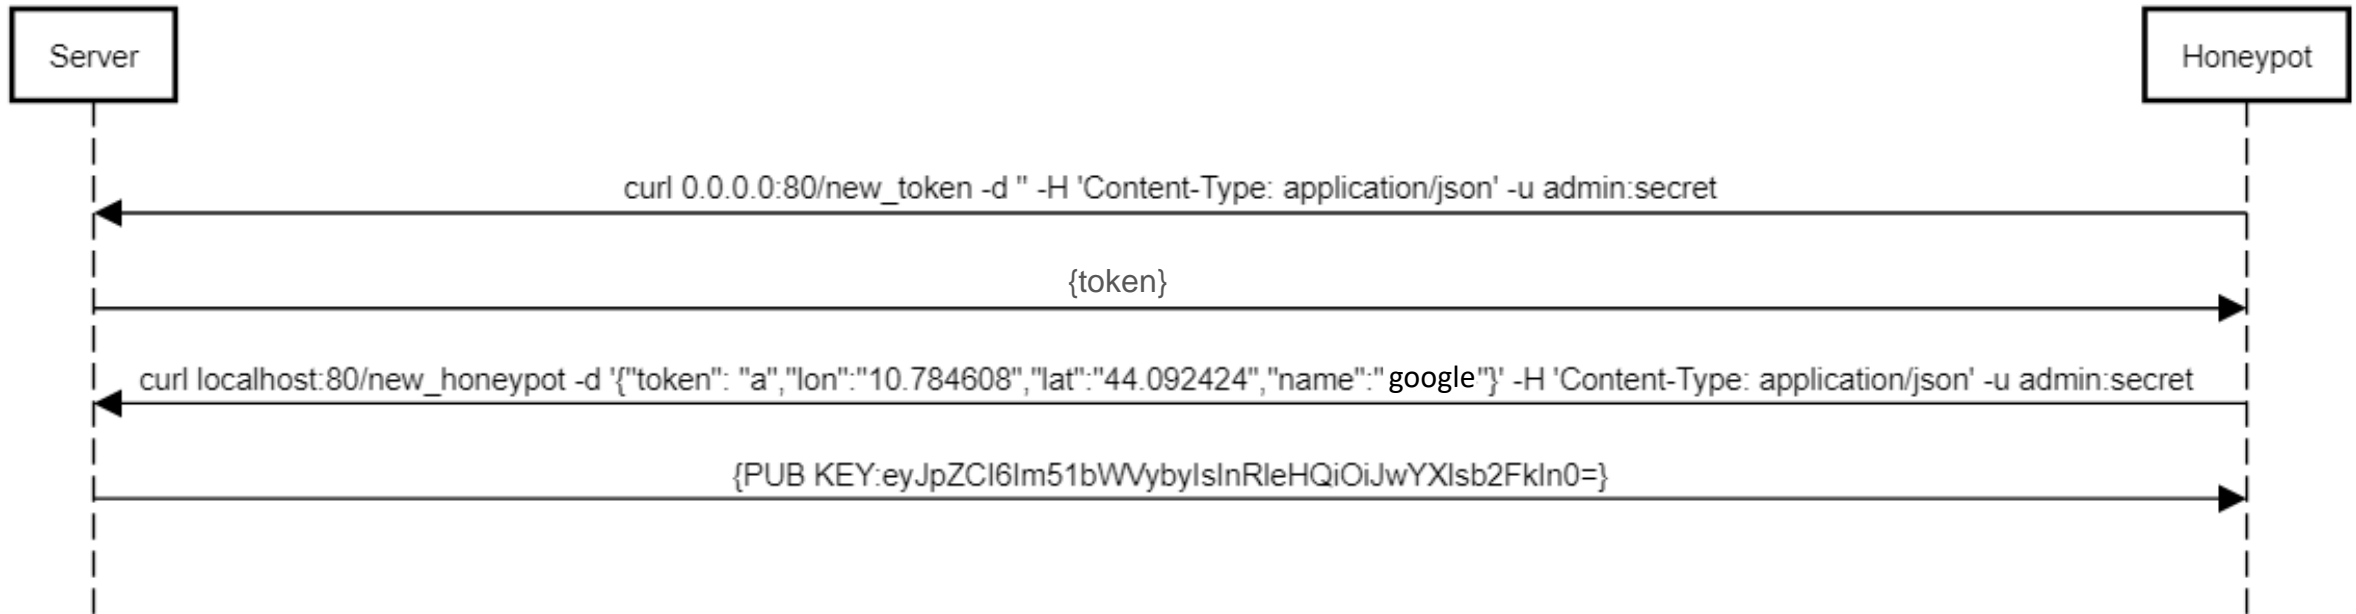 Server
Honeypot
curl 0.0.0.0:80/new_token -d '' -H 'Content-Type: application/json' -u admin:secret
{token}
curl localhost:80/new_honeypot -d '{"token": "a","lon":"10.784608","lat":"44.092424","name":"google"}' -H 'Content-Type: application/json' -u admin:secret
{PUB KEY:eyJpZCI6Im51bWVybyIsInRleHQiOiJwYXlsb2FkIn0=}